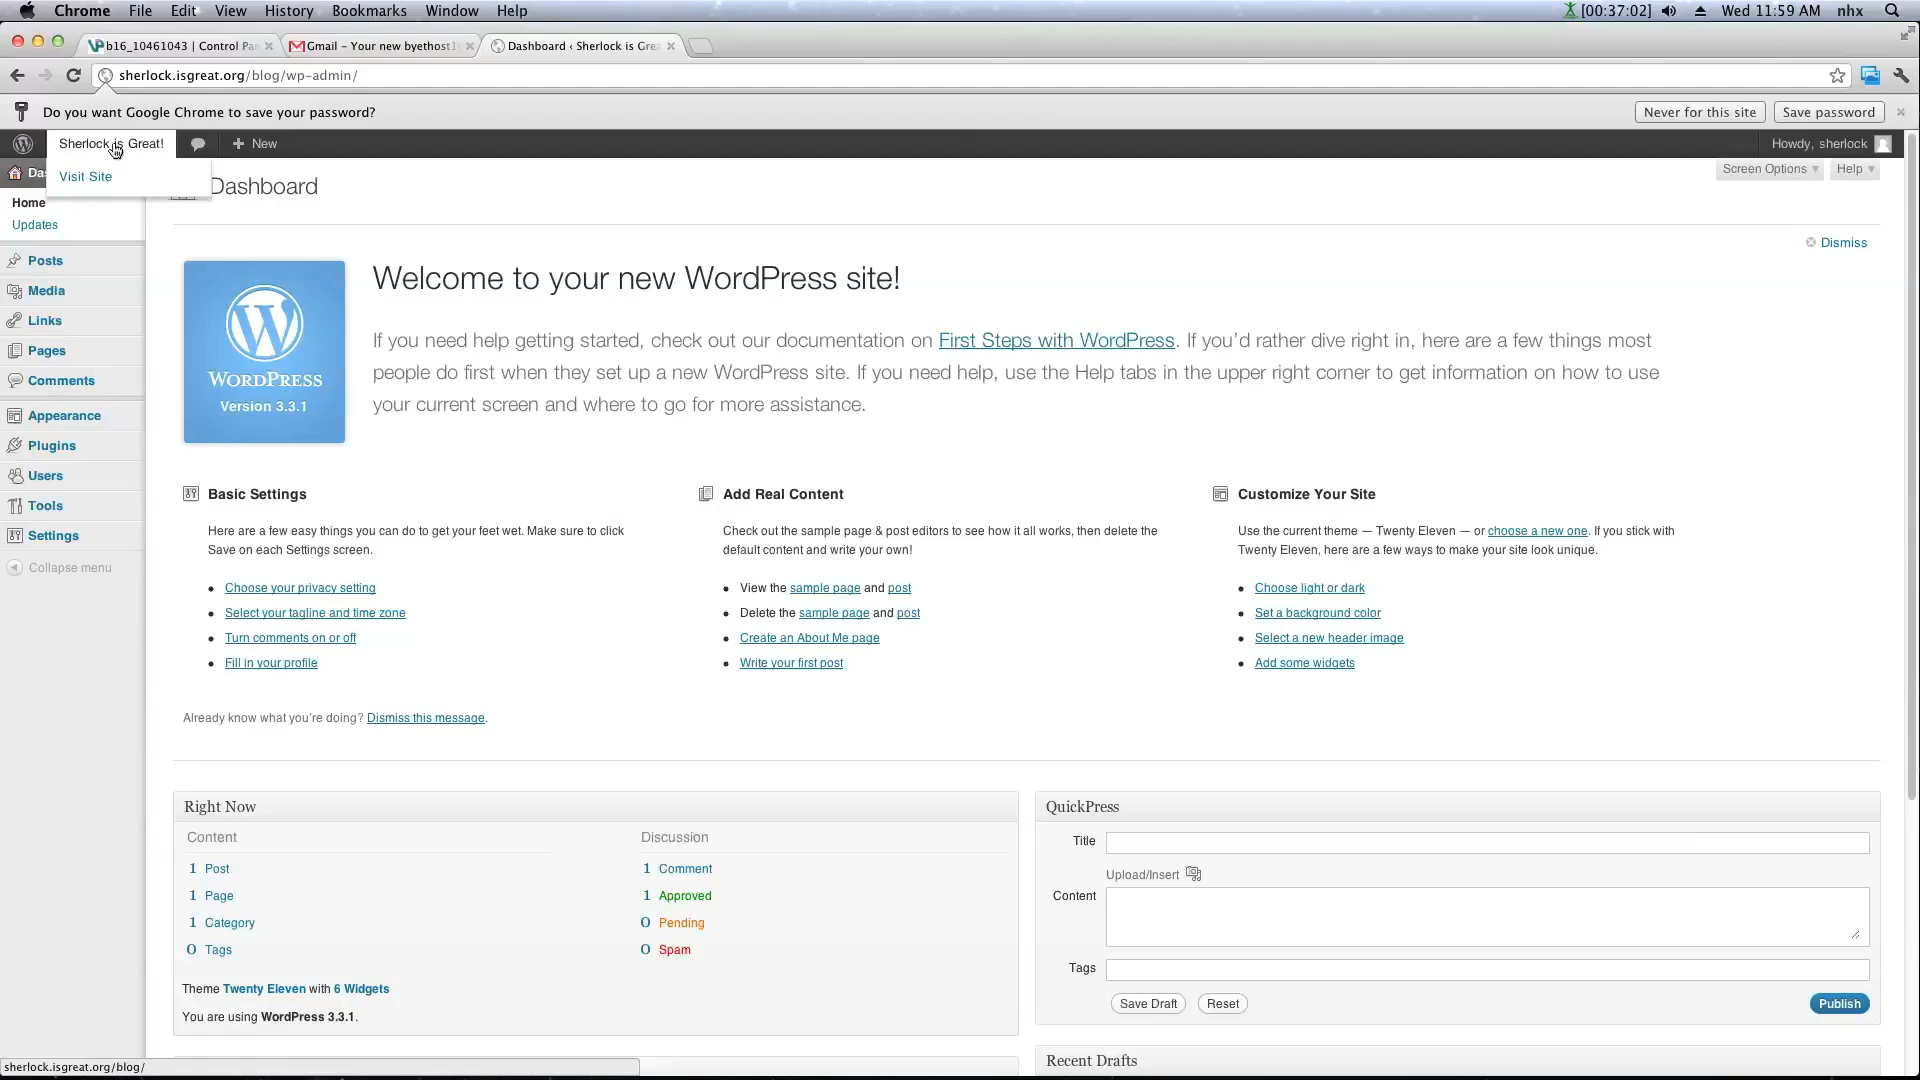 Chrome File Edit View History Bookmarks Window Help [00:37:02] Wed 11:59 AM nhx
b16_10461043 | Control Pa Gmail – Your new byethost1 Dashboard ‹ Sherlock is Grea
sherlock.isgreat.org/blog/wp-admin/
Do you want Google Chrome to save your password? Never for this site Save password
Sherlock is Great! + New Howdy, sherlock
Visit Site
Dashboard
Screen Options Help
Home
Updates
Posts
Media
Links
Pages
Comments
Appearance
Plugins
Users
Tools
Settings
Collapse menu
Dismiss
WORDPRESS
Version 3.3.1
Welcome to your new WordPress site!
If you need help getting started, check out our documentation on First Steps with WordPress. If you’d rather dive right in, here are a few things most
people do first when they set up a new WordPress site. If you need help, use the Help tabs in the upper right corner to get information on how to use
your current screen and where to go for more assistance.
Basic Settings
Here are a few easy things you can do to get your feet wet. Make sure to click
Save on each Settings screen.
• Choose your privacy setting
• Select your tagline and time zone
• Turn comments on or off
• Fill in your profile
Add Real Content
Check out the sample page & post editors to see how it all works, then delete the
default content and write your own!
• View the sample page and post
• Delete the sample page and post
• Create an About Me page
• Write your first post
Customize Your Site
Use the current theme — Twenty Eleven — or choose a new one. If you stick with
Twenty Eleven, here are a few ways to make your site look unique.
• Choose light or dark
• Set a background color
• Select a new header image
• Add some widgets
Already know what you’re doing? Dismiss this message.
Right Now
Content
1 Post
1 Page
1 Category
0 Tags
Discussion
1 Comment
1 Approved
0 Pending
0 Spam
Theme Twenty Eleven with 6 Widgets
You are using WordPress 3.3.1.
QuickPress
Title
Upload/Insert
Content
Tags
Save Draft Reset Publish
Recent Drafts
sherlock.isgreat.org/blog/